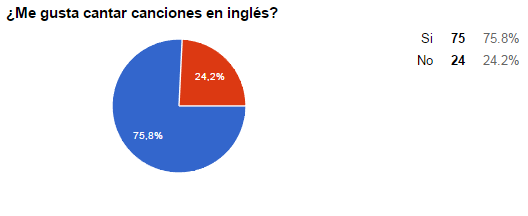 ¿Me gusta cantar canciones en inglés?
Si 75 75.8%
No 24 24.2%
24,2%
75,8%